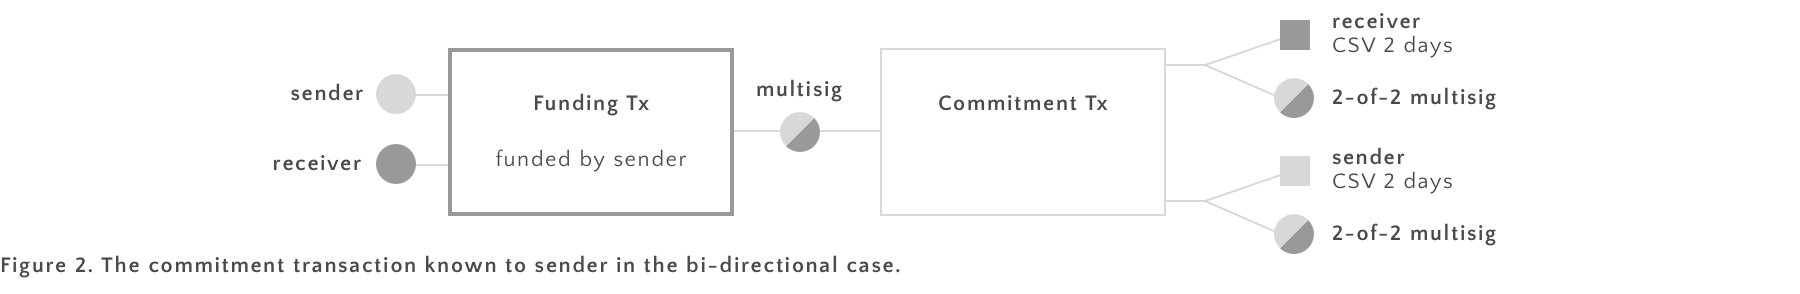 sender
receiver
Funding Tx
funded by sender
multisig
Commitment Tx
receiver
CSV 2 days
2-of-2 multisig
sender
CSV 2 days
2-of-2 multisig
Figure 2. The commitment transaction known to sender in the bi-directional case.